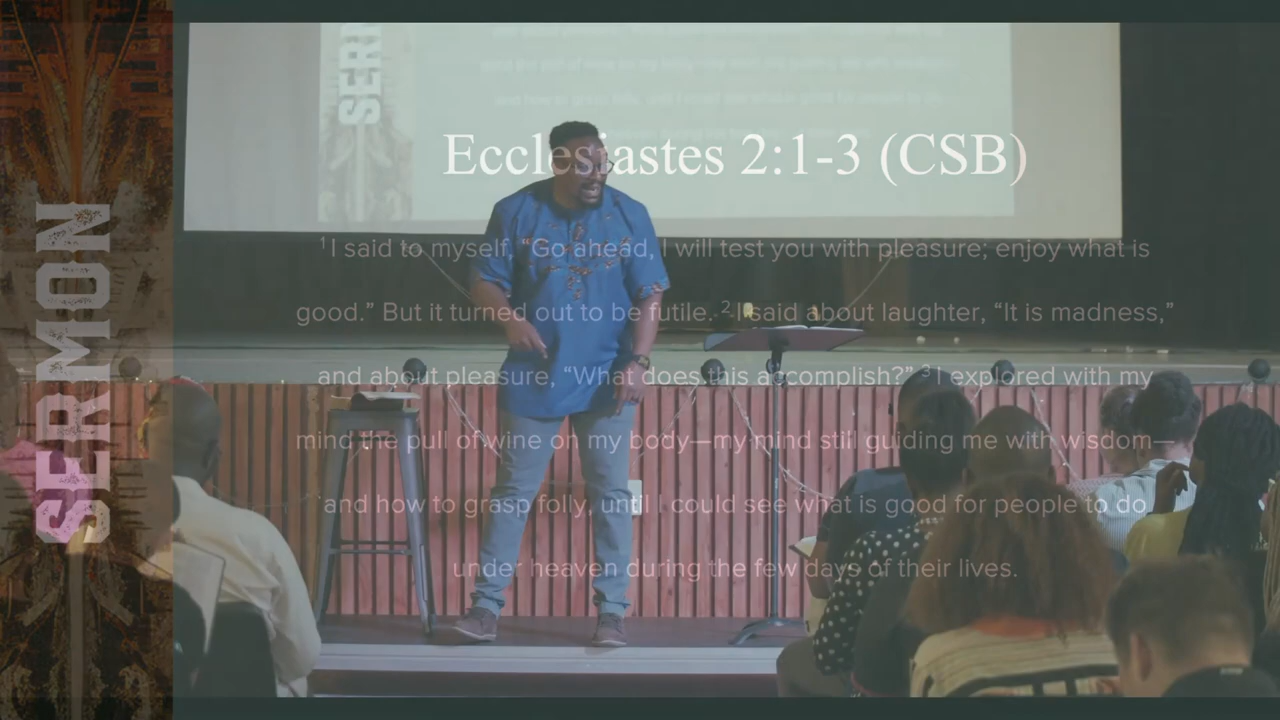 SERMON
SER
Ecclesiastes 2:1-3 (CSB)
¹I said to myself, “Go ahead, I will test you with pleasure; enjoy what is
good.” But it turned out to be futile. ² I said about laughter, “It is madness,”
and about pleasure, “What does this accomplish?” ³ I explored with my
mind the pull of wine on my body—my mind still guiding me with wisdom—
and how to grasp folly, until I could see what is good for people to do
under heaven during the few days of their lives.